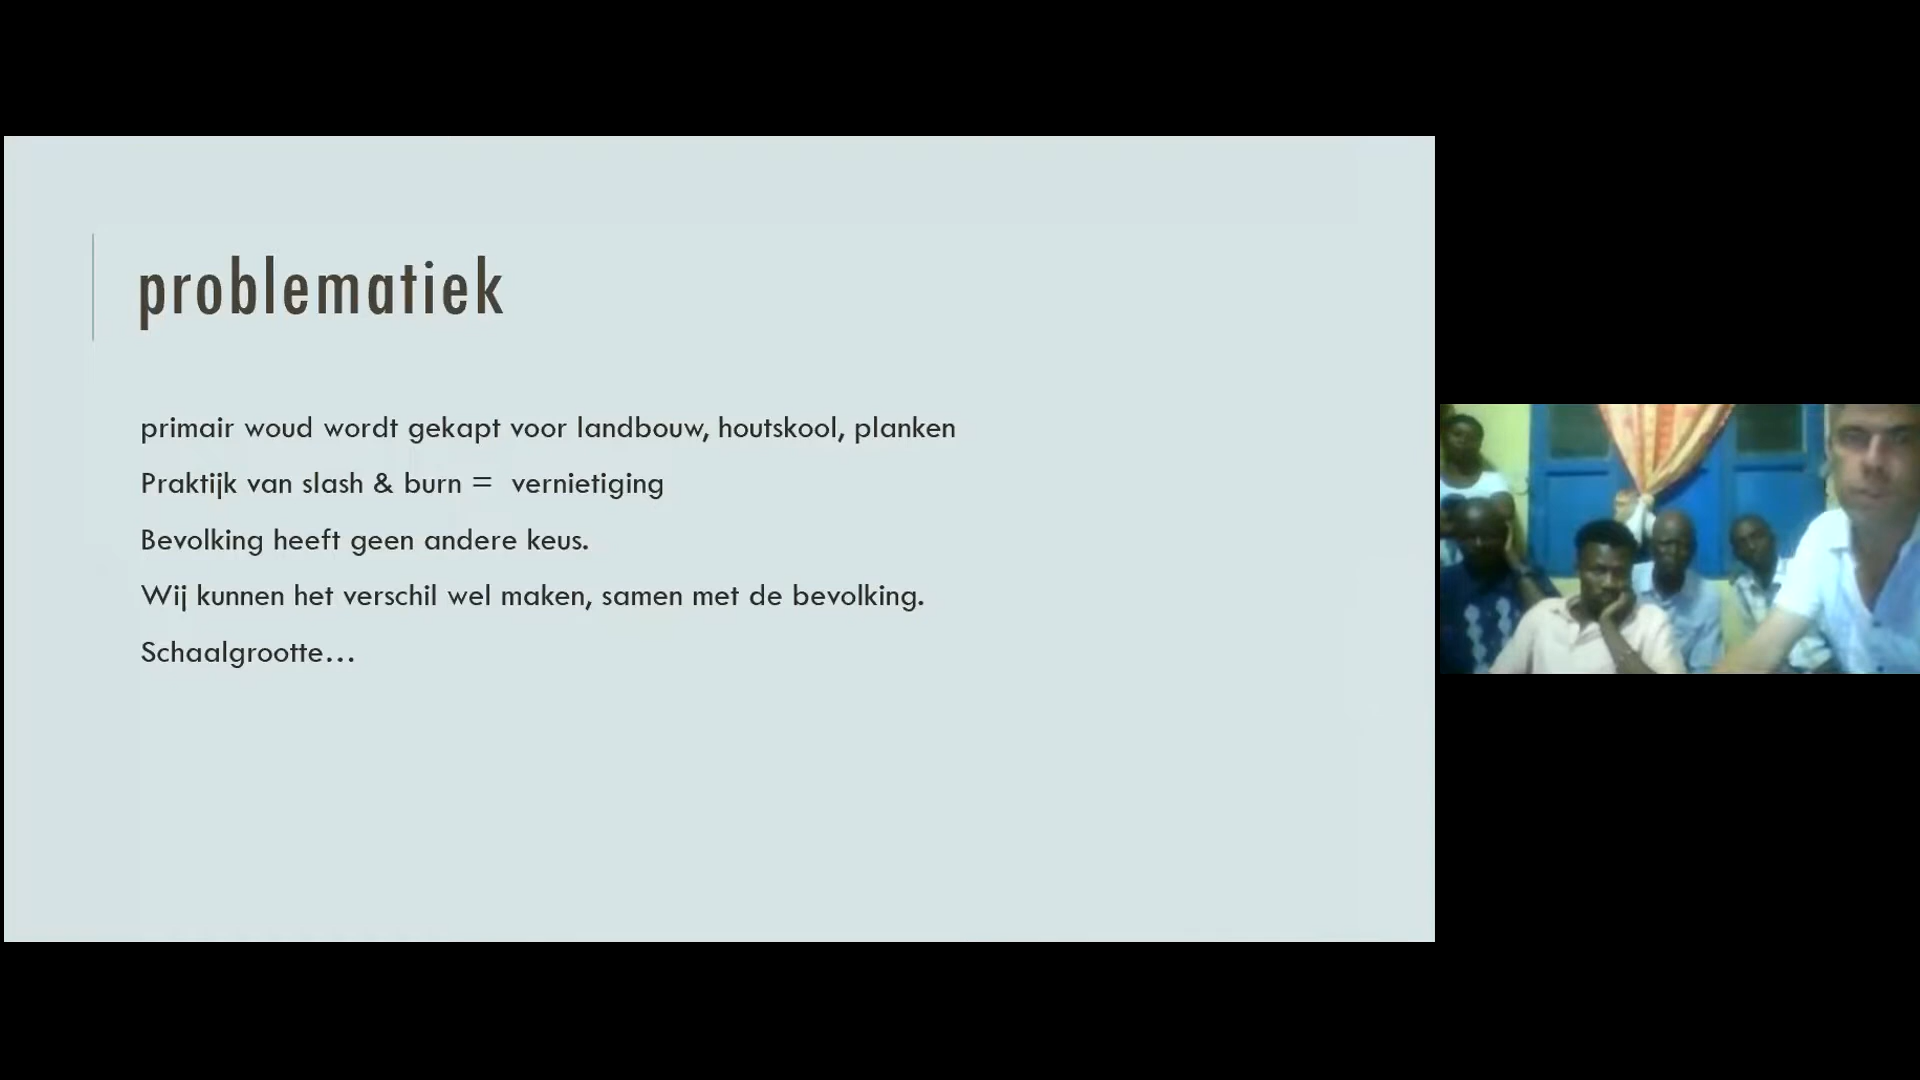 problematiek
primair woud wordt gekapt voor landbouw, houtskool, planken
Praktijk van slash & burn = vernietiging
Bevolking heeft geen andere keus.
Wij kunnen het verschil wel maken, samen met de bevolking.
Schaalgrootte...